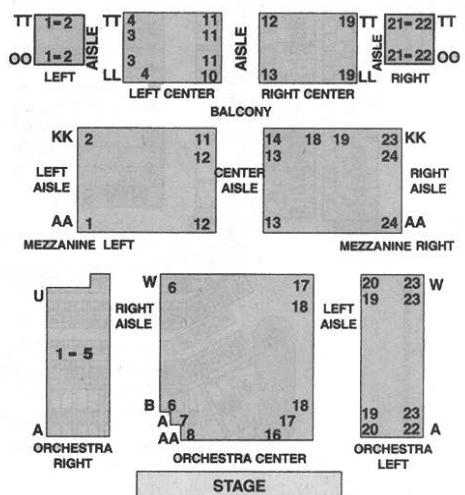 TT 1-2 4 11 12 19 TT 21-22 TT
3 11 19
AISLE AISLE AISLE
OO 1-2 3 11 21-22 OO
LL 4 10 13 19 LL
LEFT LEFT CENTER RIGHT CENTER RIGHT
BALCONY
KK 2 11 14 18 19 23 KK
12 13 24
LEFT AISLE CENTER AISLE RIGHT AISLE
AA 1 12 13 24 AA
MEZZANINE LEFT MEZZANINE RIGHT
U W 6 17 20 23 W
18 19 23
RIGHT AISLE LEFT AISLE
1 - 5
B 6 18 19 23
A 7 17
A AA 8 16 20 22 A
ORCHESTRA RIGHT ORCHESTRA CENTER ORCHESTRA LEFT
STAGE